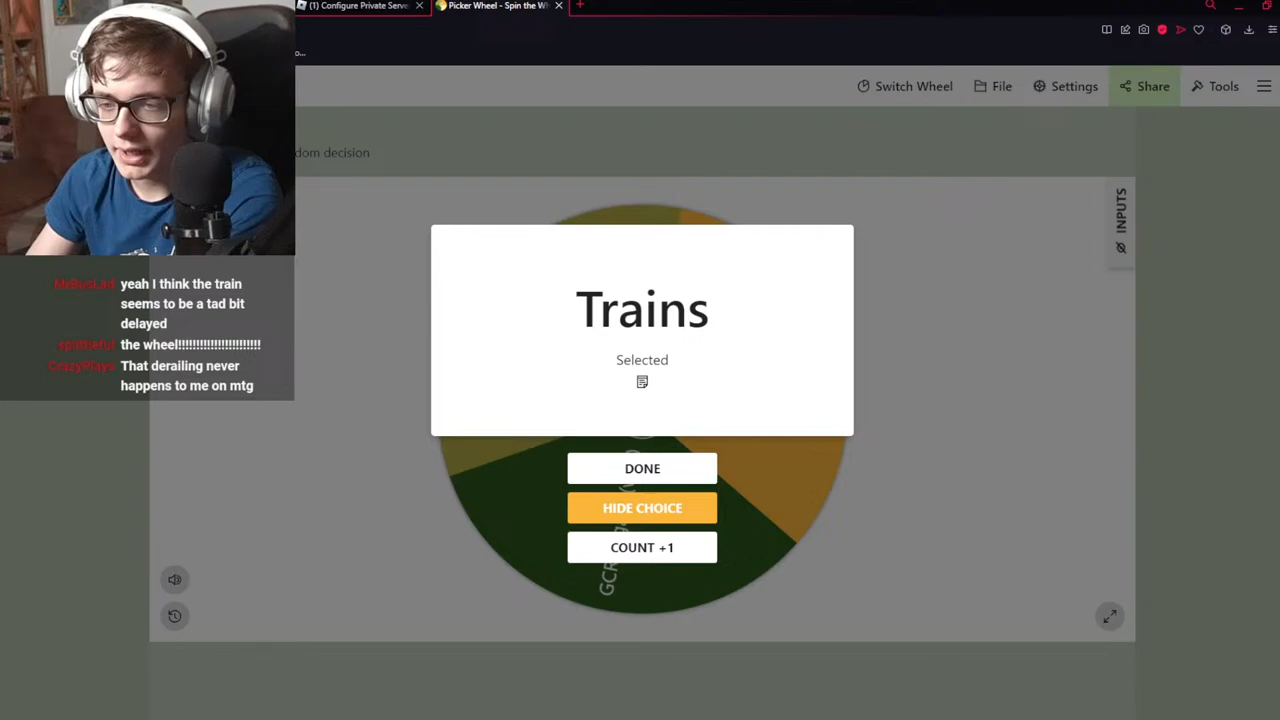 (1) Configure Private Serve
Picker Wheel - Spin the Wh
o...
Switch Wheel
File
Settings
Share
Tools
dom decision
INPUTS
Trains
Selected
yeah I think the train
seems to be a tad bit
delayed
the wheel!!!!!!!!!!!!!!!!!!!!!!!
That derailing never
happens to me on mtg
DONE
HIDE CHOICE
COUNT +1
GCR